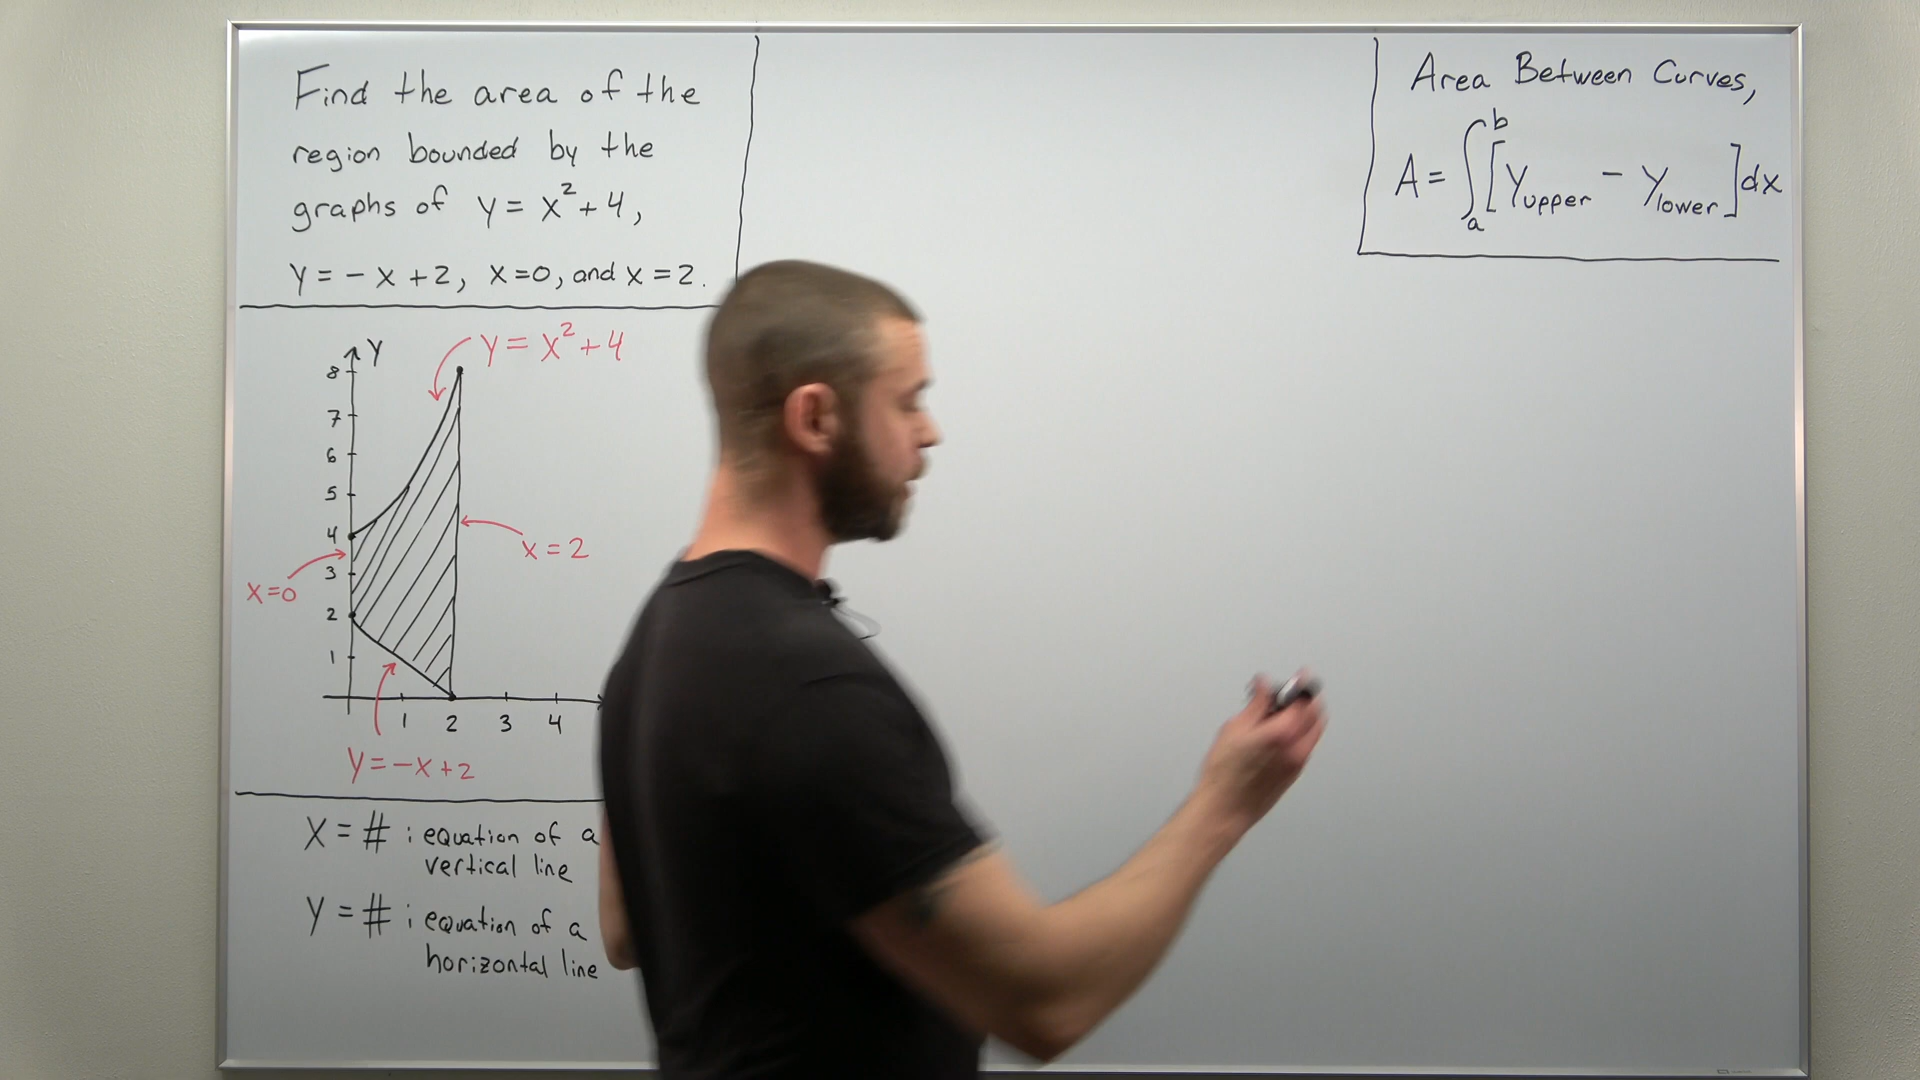 Find the area of the
region bounded by the
graphs of y = x²+4,
y = -x +2, x=0, and x = 2.
y
y = x²+4
8
7
6
5
4
3
2
1
x=0
x = 2
1 2 3 4
y=-x+2
x = # : equation of a
vertical line
y = # : equation of a
horizontal line
Area Between Curves,
A = ∫ₐᵇ [y_upper - y_lower] dx